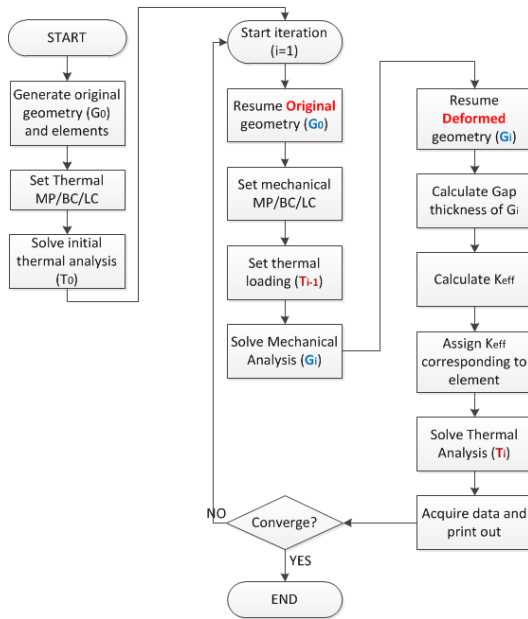 START
Generate original
geometry (G0)
and elements
Set Thermal
MP/BC/LC
Solve initial
thermal analysis
(T0)
Start iteration
(i=1)
Resume Original
geometry (G0)
Set mechanical
MP/BC/LC
Set thermal
loading (Ti-1)
Solve Mechanical
Analysis (Gi)
Resume
Deformed
geometry (Gi)
Calculate Gap
thickness of Gi
Calculate Keff
Assign Keff
corresponding to
element
Solve Thermal
Analysis (Ti)
Acquire data and
print out
Converge?
NO
YES
END